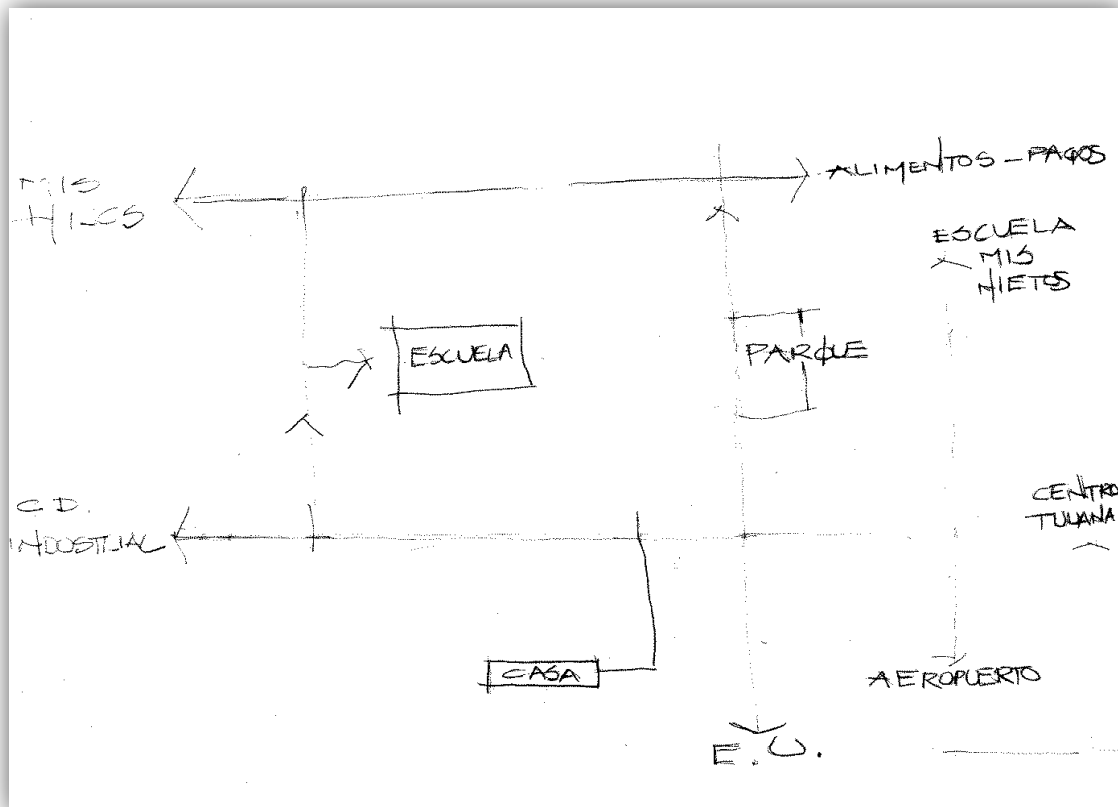 ALIMENTOS - PAGOS
MIS
HIJOS
ESCUELA
MIS
NIETOS
ESCUELA
PARQUE
C.D.
INDUSTRIAL
CENTRO
TIJUANA
CASA
AEROPUERTO
E.U.